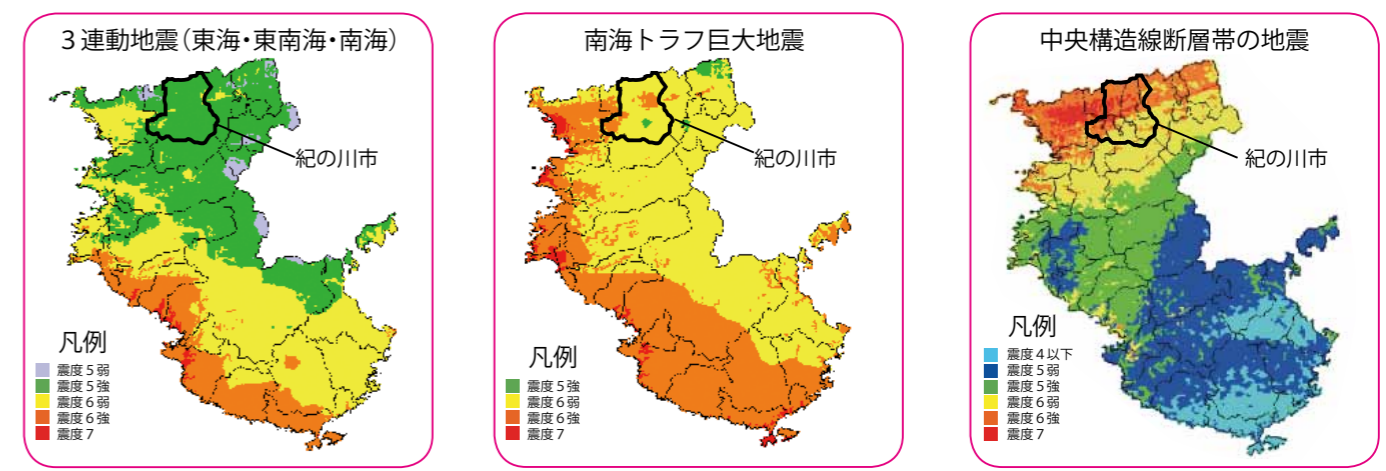 3連動地震(東海・東南海・南海)
紀の川市
凡例
震度5弱
震度5強
震度6弱
震度6強
震度7
南海トラフ巨大地震
紀の川市
凡例
震度5強
震度6弱
震度6強
震度7
中央構造線断層帯の地震
紀の川市
凡例
震度4以下
震度5弱
震度5強
震度6弱
震度6強
震度7